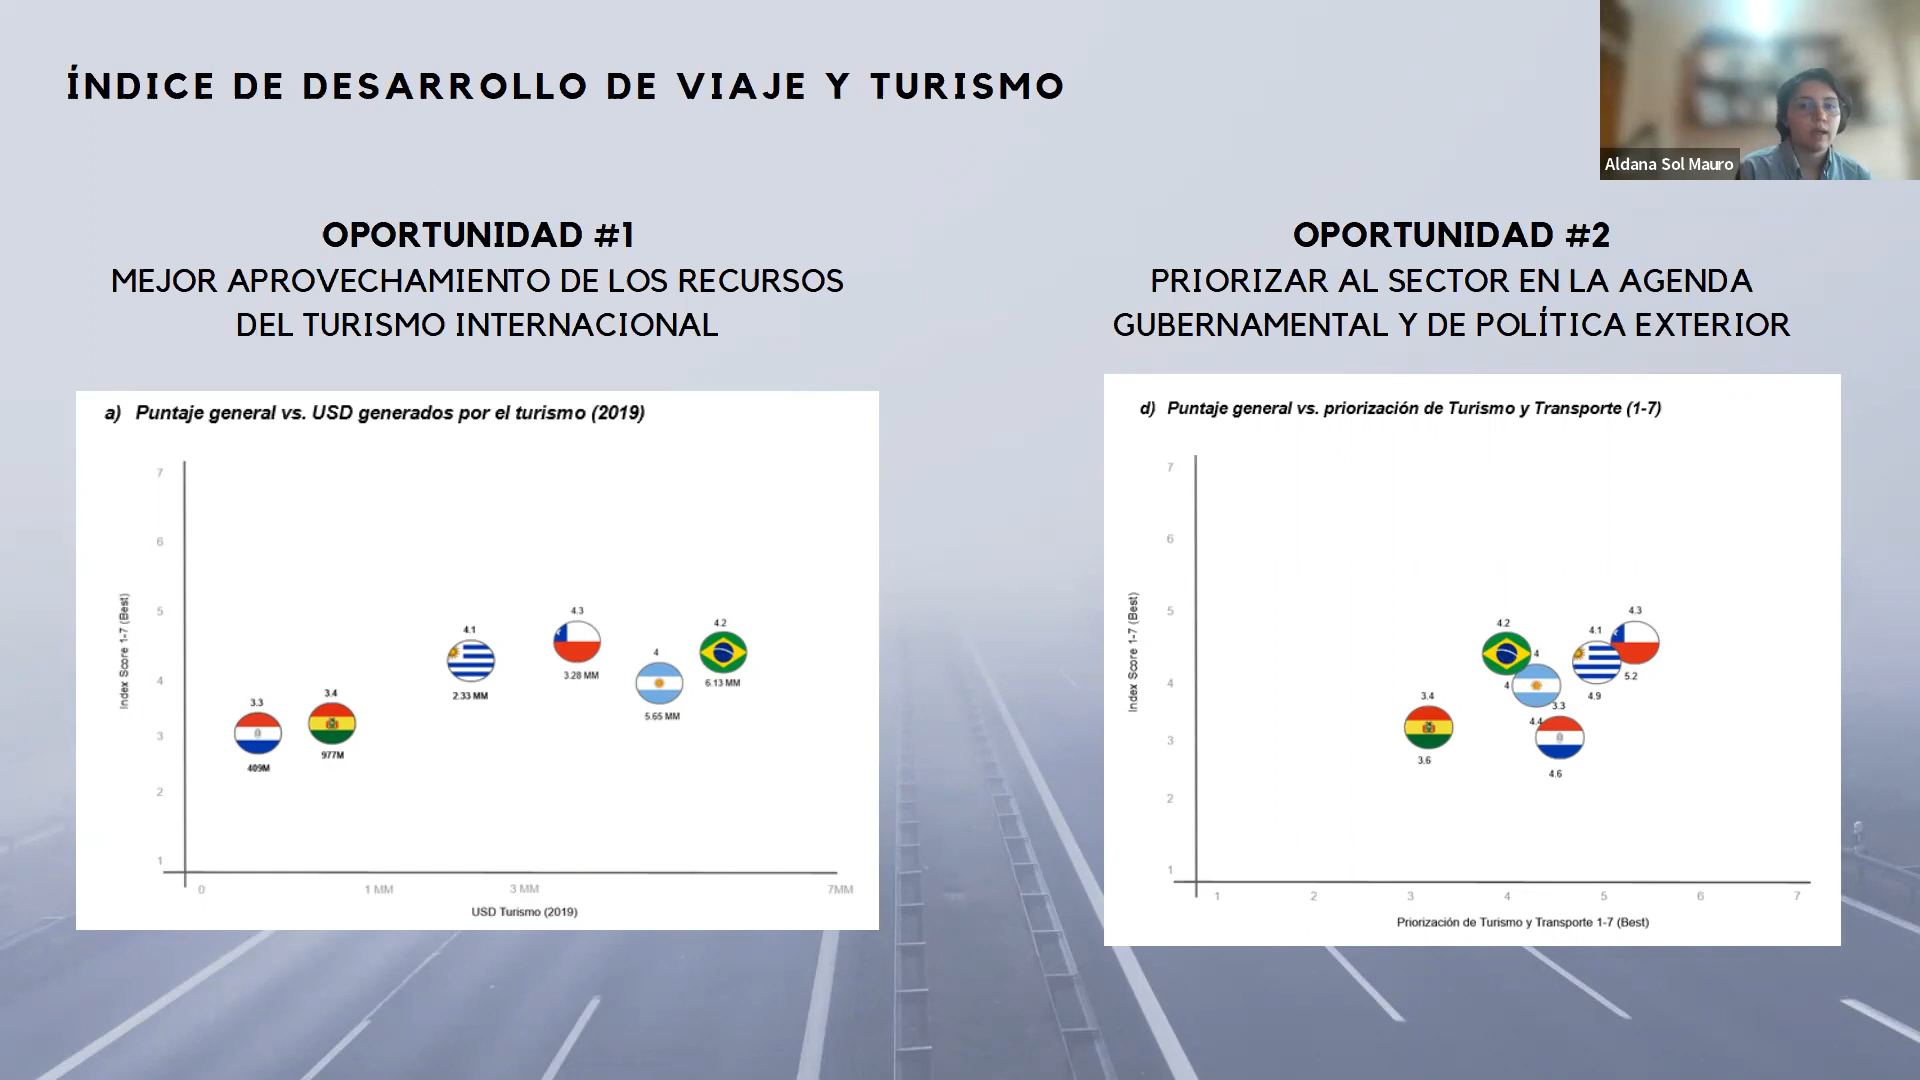 ÍNDICE DE DESARROLLO DE VIAJE Y TURISMO
Aldana Sol Mauro
OPORTUNIDAD #1
MEJOR APROVECHAMIENTO DE LOS RECURSOS
DEL TURISMO INTERNACIONAL
a) Puntaje general vs. USD generados por el turismo (2019)
7
6
5
4
3
2
1
Index Score 1-7 (Best)
3.3
409M
3.4
977M
4.1
2.33 MM
4.3
3.28 MM
4
5.65 MM
4.2
6.13 MM
0 1 MM 3 MM 7MM
USD Turismo (2019)
OPORTUNIDAD #2
PRIORIZAR AL SECTOR EN LA AGENDA
GUBERNAMENTAL Y DE POLÍTICA EXTERIOR
d) Puntaje general vs. priorización de Turismo y Transporte (1-7)
7
6
5
4
3
2
1
Index Score 1-7 (Best)
3.4
3.6
4.2
4
4
4.4
3.3
4.6
4.1
4.9
4.3
5.2
1 2 3 4 5 6 7
Priorización de Turismo y Transporte 1-7 (Best)